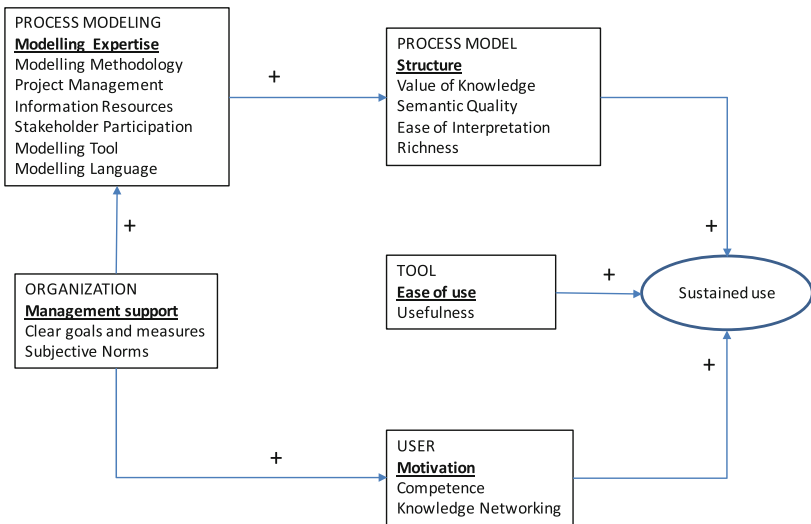 PROCESS MODELING
Modelling Expertise
Modelling Methodology
Project Management
Information Resources
Stakeholder Participation
Modelling Tool
Modelling Language
+
PROCESS MODEL
Structure
Value of Knowledge
Semantic Quality
Ease of Interpretation
Richness
+
+
ORGANIZATION
Management support
Clear goals and measures
Subjective Norms
TOOL
Ease of use
Usefulness
+
Sustained use
+
+
USER
Motivation
Competence
Knowledge Networking